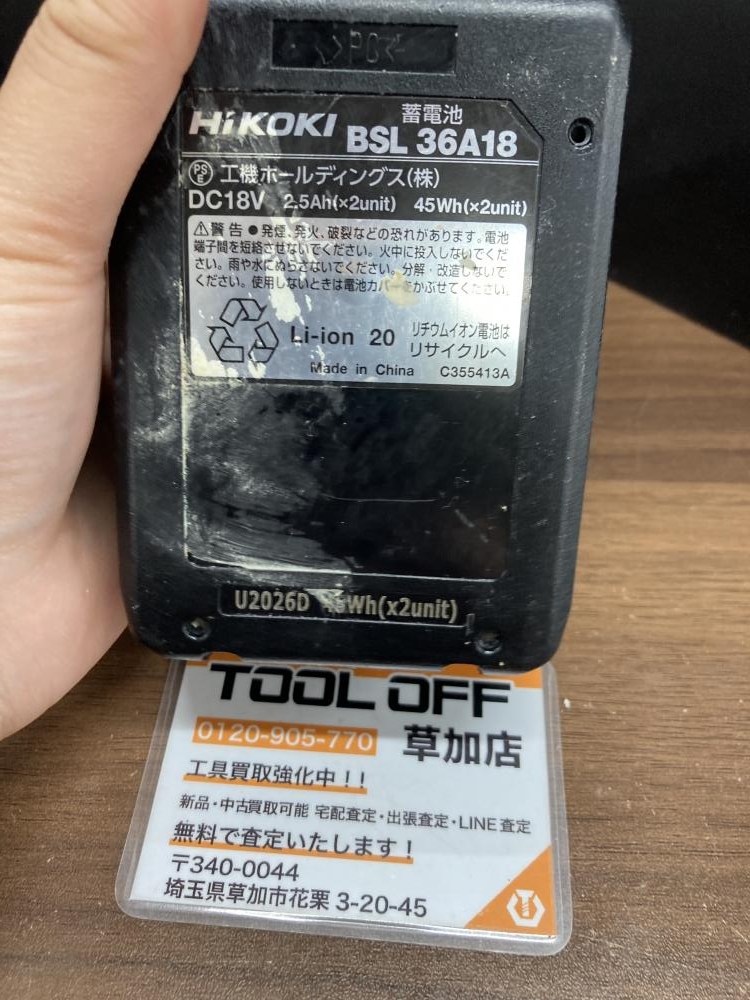 >PC<
HiKOKI
蓄電池
BSL 36A18
PS
E
工機ホールディングス(株)
DC18V 2.5Ah(×2unit) 45Wh(×2unit)
⚠警告 ●発煙、発火、破裂などの恐れがあります。電池
端子間を短絡させないでください。火中に投入しないでくだ
さい。雨や水にぬらさないでください。分解・改造しないで
ください。使用しないときは電池カバーをかぶせてください。
Li-ion 20
リチウムイオン電池は
リサイクルへ
Made in China C355413A
U2026D Wh(x2unit)
TOOL OFF
0120-905-770 草加店
工具買取強化中!!
新品・中古買取可能 宅配査定・出張査定・LINE査定
無料で査定いたします!
〒340-0044
埼玉県草加市花栗 3-20-45